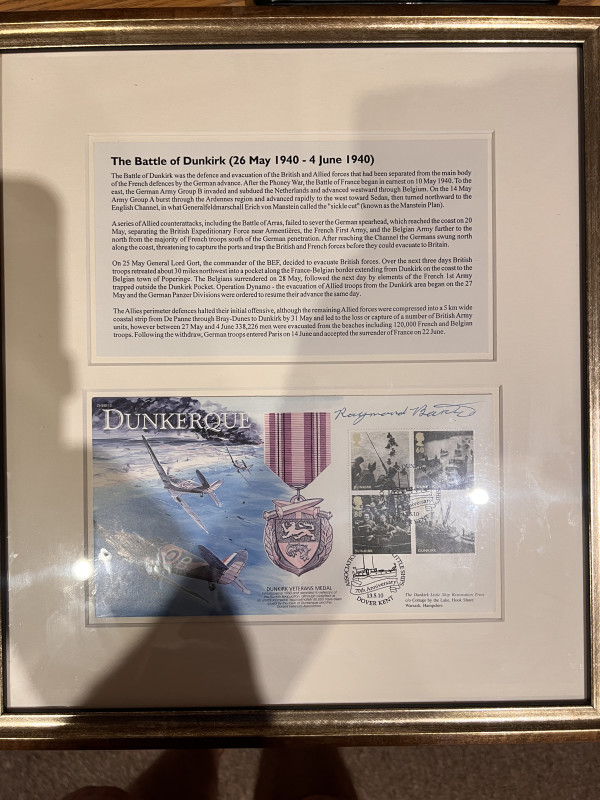 The Battle of Dunkirk (26 May 1940 - 4 June 1940)
The Battle of Dunkirk was the defence and evacuation of the British and Allied forces that had been separated from the main body
of the French defences by the German advance. After the Phoney War, the Battle of France began in earnest on 10 May 1940. To the
east, the German Army Group B invaded and subdued the Netherlands and advanced westward through Belgium. On the 14 May
Army Group A burst through the Ardennes region and advanced rapidly to the west toward Sedan, then turned northward to the
English Channel, in what Generalfeldmarschall Erich von Manstein called the "sickle cut" (known as the Manstein Plan).
A series of Allied counterattacks, including the Battle of Arras, failed to sever the German spearhead, which reached the coast on 20
May, separating the British Expeditionary Force near Armentières, the French First Army, and the Belgian Army further to the
north from the majority of French troops south of the German penetration. After reaching the Channel the Germans swung north
along the coast, threatening to capture the ports and trap the British and French forces before they could evacuate to Britain.
On 25 May General Lord Gort, the commander of the BEF, decided to evacuate British forces. Over the next three days British
troops retreated about 30 miles northwest into a pocket along the France-Belgian border extending from Dunkirk on the coast to the
Belgian town of Poperinge. The Belgians surrendered on 28 May, followed the next day by elements of the French 1st Army
trapped outside the Dunkirk Pocket. Operation Dynamo - the evacuation of Allied troops from the Dunkirk area began on the 27
May and the German Panzer Divisions were ordered to resume their advance the same day.
The Allies perimeter defences halted their initial offensive, although the remaining Allied forces were compressed into a 5 km wide
coastal strip from De Panne through Bray-Dunes to Dunkirk by 31 May and led to the loss or capture of a number of British Army
units, however between 27 May and 4 June 338,226 men were evacuated from the beaches including 120,000 French and Belgian
troops. Following the withdraw, German troops entered Paris on 14 June and accepted the surrender of France on 22 June.
DUNKERQUE
Raymond
DUNKIRK VETERANS MEDAL
ASSOCIATION
LITTLE
SHIPS
70th Anniversary
DOVER KENT
The Dunkirk Little Ship Restoration Trust
c/o Cottage by the Lake, Hook Street
Warsash, Hampshire